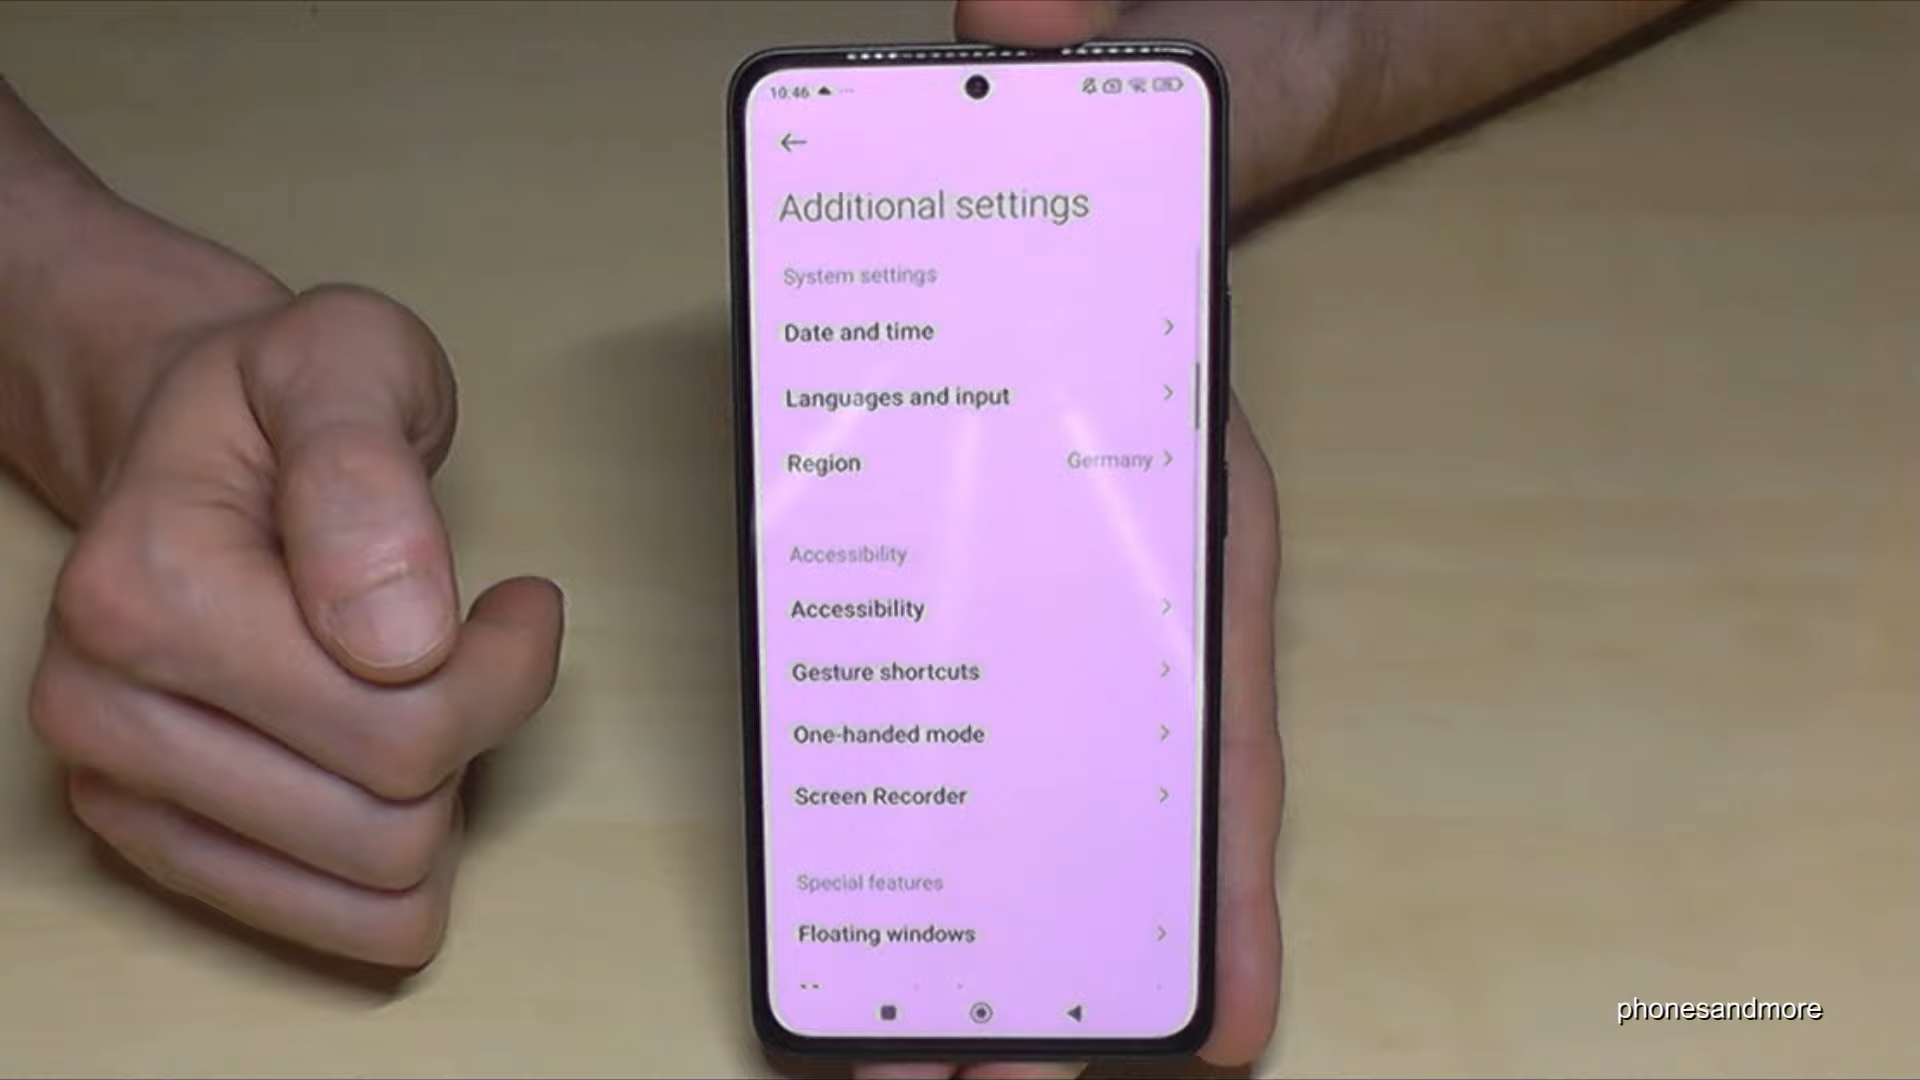 10:46
Additional settings
System settings
Date and time
Languages and input
Region Germany
Accessibility
Accessibility
Gesture shortcuts
One-handed mode
Screen Recorder
Special features
Floating windows
phonesandmore